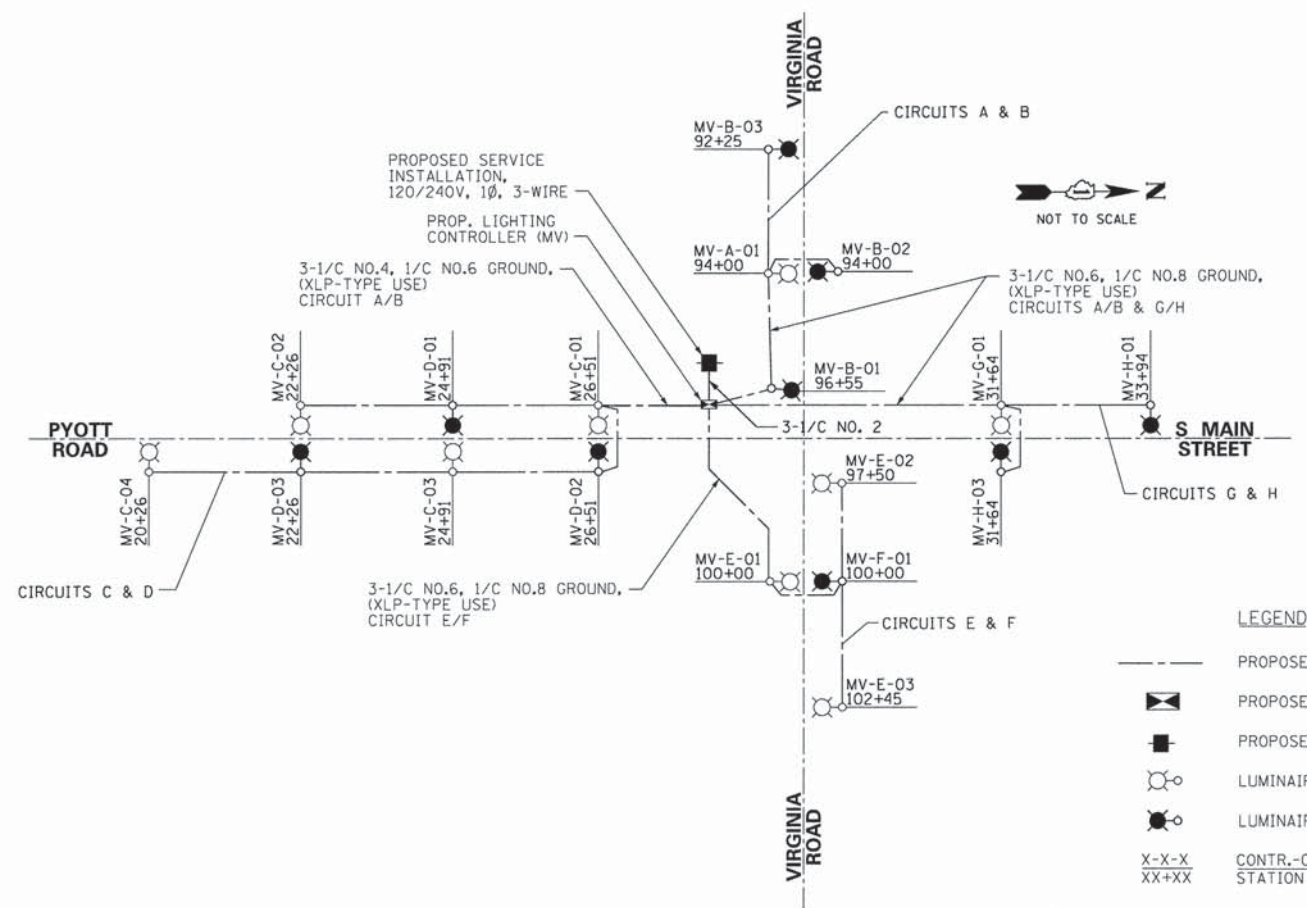 VIRGINIA
ROAD
CIRCUITS A & B
MV-B-03
92+25
PROPOSED SERVICE
INSTALLATION,
120/240V, 1Ø, 3-WIRE
N
NOT TO SCALE
PROP. LIGHTING
CONTROLLER (MV)
MV-A-01
94+00
MV-B-02
94+00
3-1/C NO.4, 1/C NO.6 GROUND,
(XLP-TYPE USE)
CIRCUIT A/B
3-1/C NO.6, 1/C NO.8 GROUND,
(XLP-TYPE USE)
CIRCUITS A/B & G/H
MV-C-02
22+26
MV-D-01
24+91
MV-C-01
26+51
MV-B-01
96+55
MV-G-01
31+64
MV-H-01
33+94
PYOTT
ROAD
3-1/C NO. 2
S MAIN
STREET
MV-C-04
20+26
MV-D-03
22+26
MV-C-03
24+91
MV-D-02
26+51
MV-E-02
97+50
MV-H-03
31+64
CIRCUITS G & H
CIRCUITS C & D
3-1/C NO.6, 1/C NO.8 GROUND,
(XLP-TYPE USE)
CIRCUIT E/F
MV-E-01
100+00
MV-F-01
100+00
CIRCUITS E & F
MV-E-03
102+45
VIRGINIA
ROAD
LEGEND
PROPOSE
PROPOSE
PROPOSE
LUMINAIR
LUMINAIR
X-X-X
XX+XX
CONTR.-C
STATION